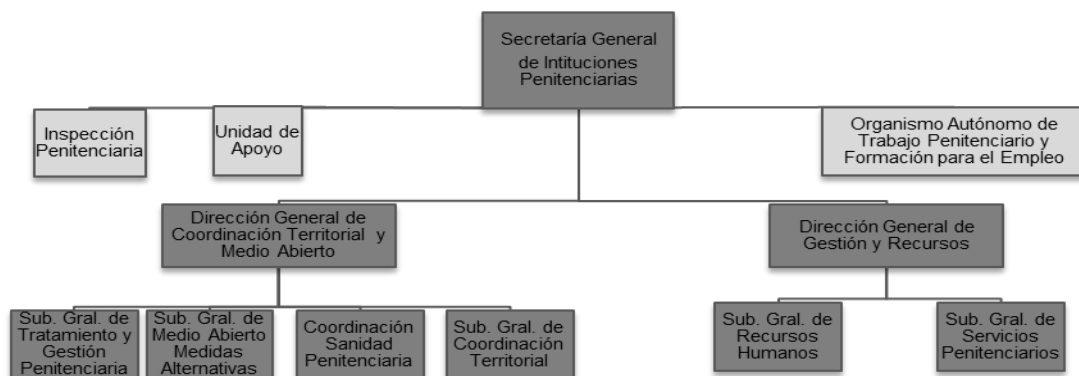 Secretaría General
de Intituciones
Penitenciarias
Inspección
Penitenciaria
Unidad de
Apoyo
Organismo Autónomo de
Trabajo Penitenciario y
Formación para el Empleo
Dirección General de
Coordinación Territorial y
Medio Abierto
Dirección General de
Gestión y Recursos
Sub. Gral. de
Tratamiento y
Gestión
Penitenciaria
Sub. Gral. de
Medio Abierto
Medidas
Alternativas
Coordinación
Sanidad
Penitenciaria
Sub. Gral. de
Coordinación
Territorial
Sub. Gral. de
Recursos
Humanos
Sub. Gral. de
Servicios
Penitenciarios